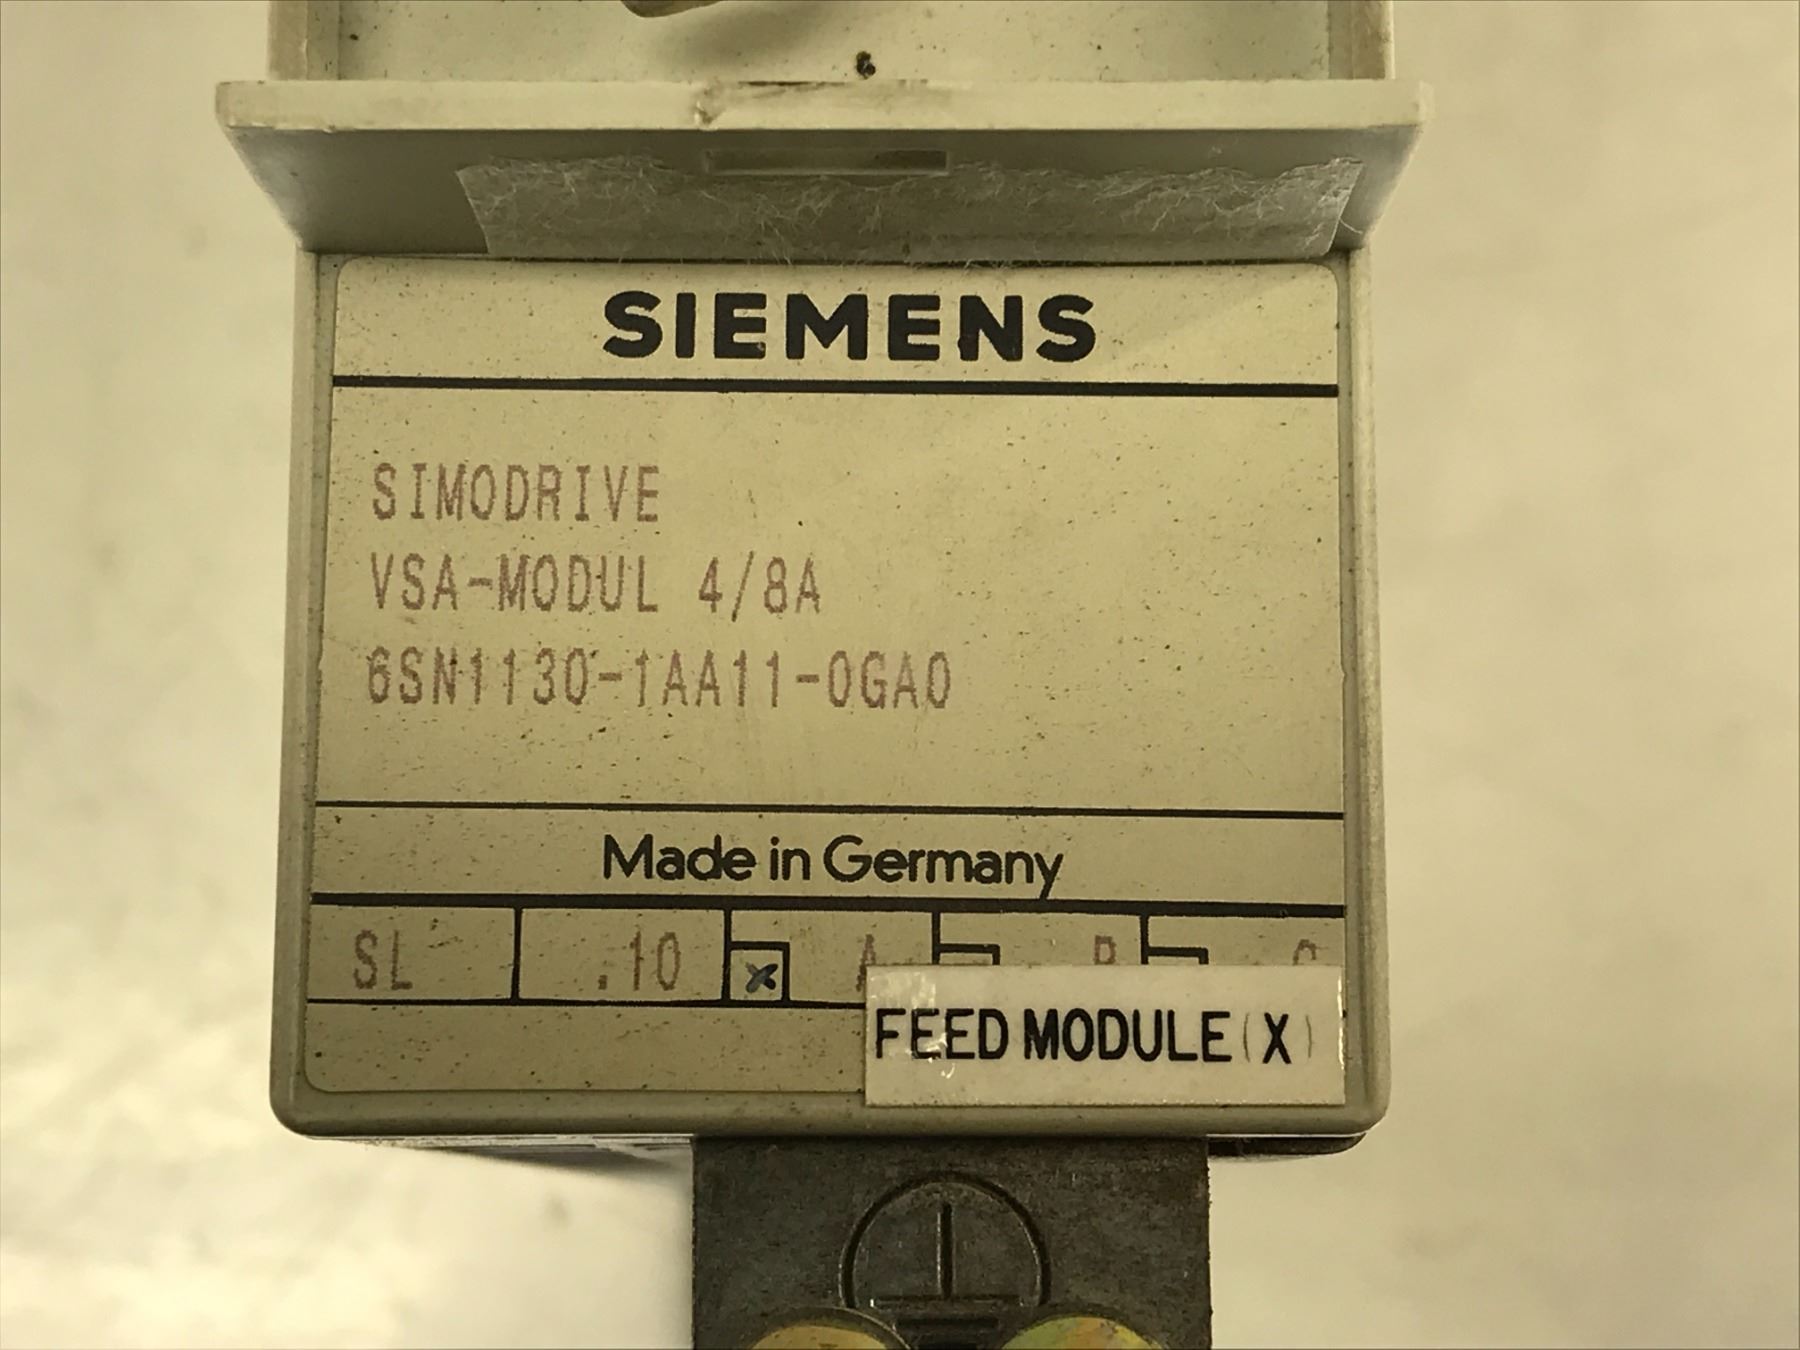 SIEMENS
SIMODRIVE
VSA-MODUL 4/8A
6SN1130-1AA11-0GA0
Made in Germany
SL .10 x A B C
FEED MODULE (X)